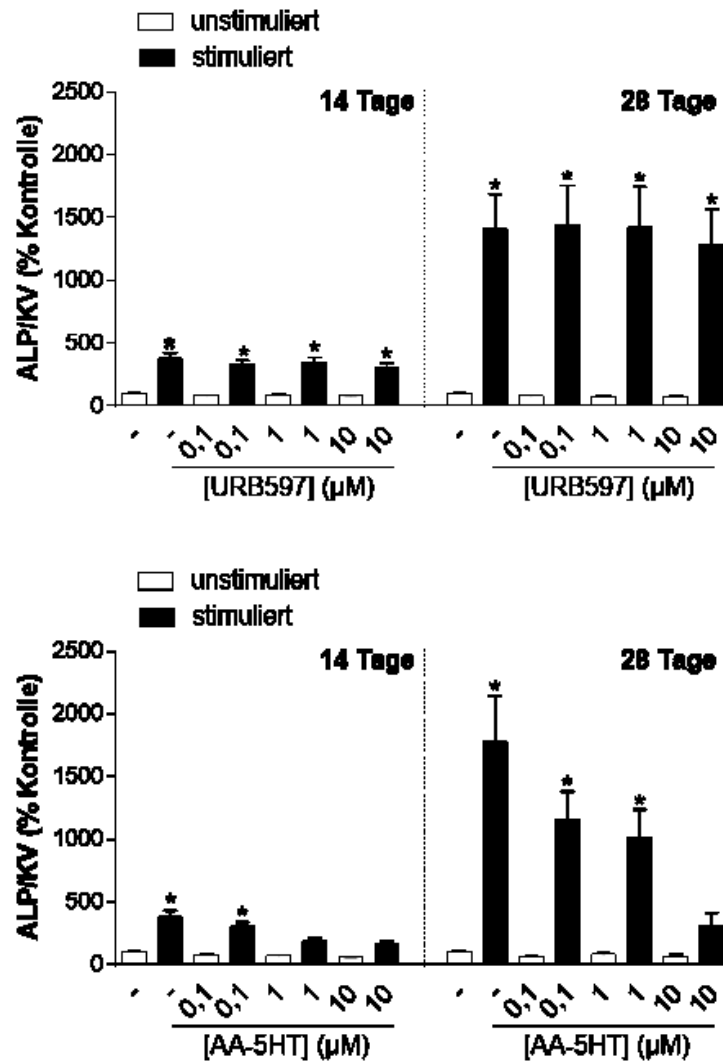 unstimuliert
stimuliert
14 Tage 28 Tage
ALP/KV (% Kontrolle)
2500
2000
1500
1000
500
0
* * * * * * * *
- - 0,1 0,1 1 1 10 10 - - 0,1 0,1 1 1 10 10
[URB597] (µM) [URB597] (µM)
unstimuliert
stimuliert
14 Tage 28 Tage
ALP/KV (% Kontrolle)
2500
2000
1500
1000
500
0
* * * * *
- - 0,1 0,1 1 1 10 10 - - 0,1 0,1 1 1 10 10
[AA-5HT] (µM) [AA-5HT] (µM)